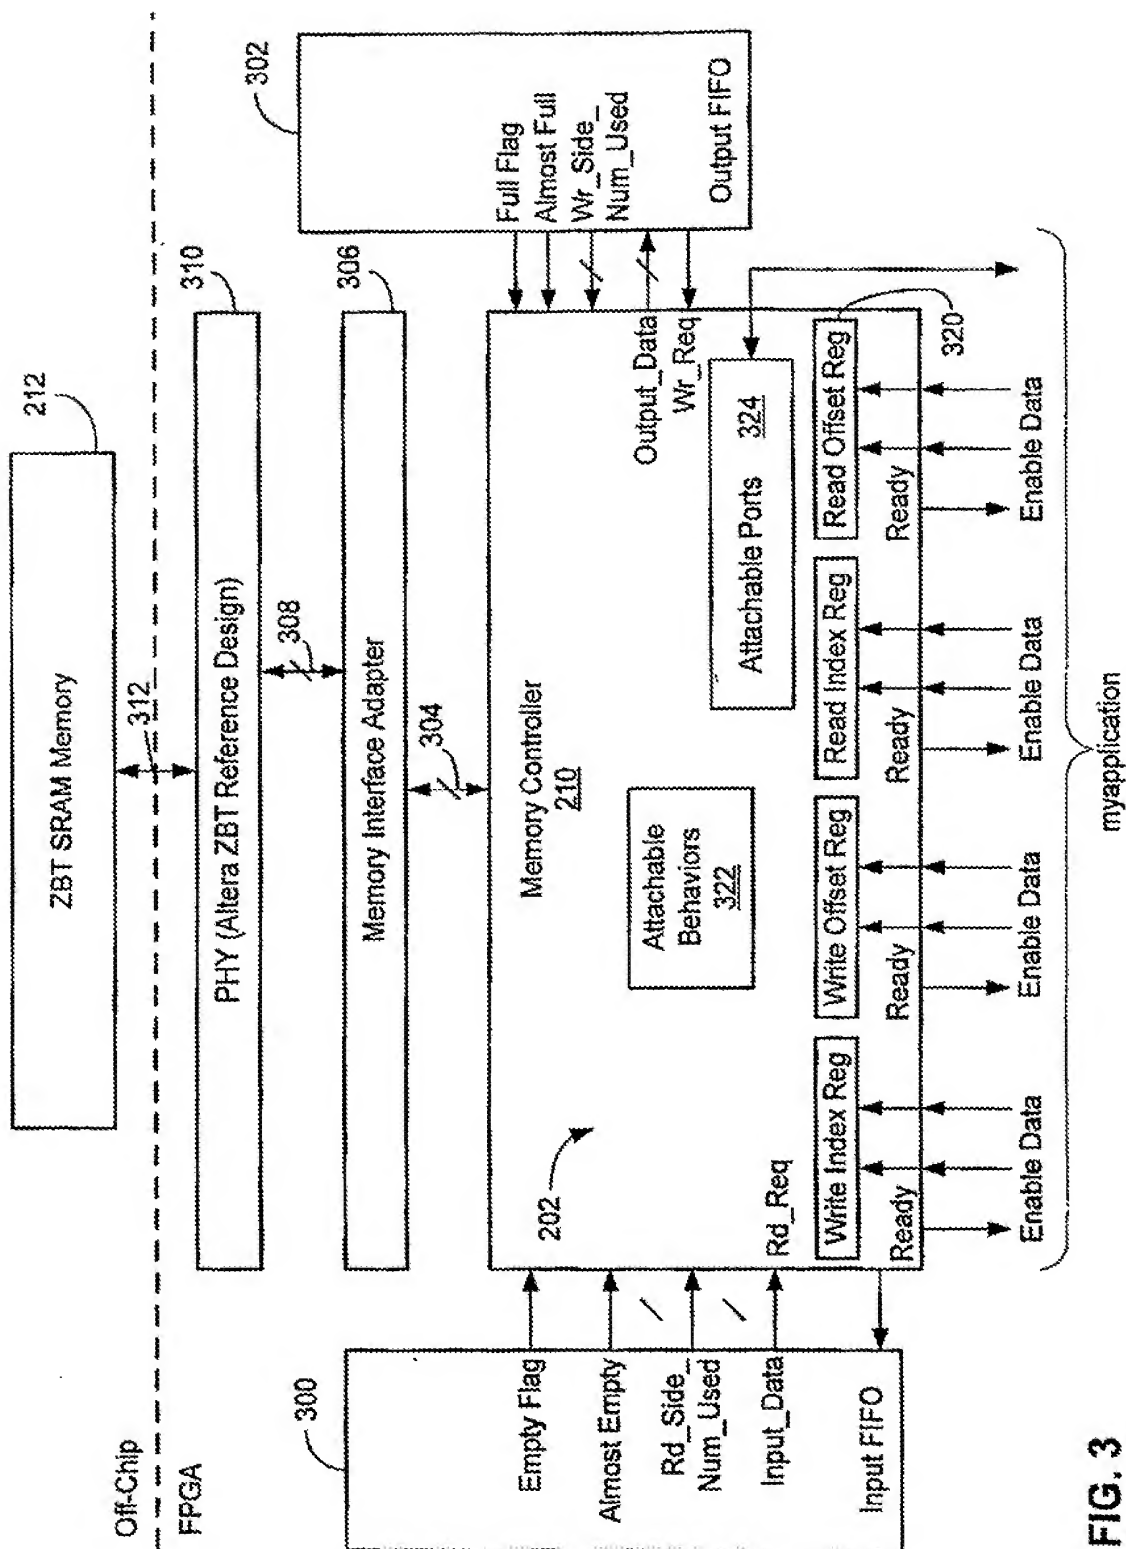 Off-Chip
FPGA
ZBT SRAM Memory
212
312
PHY (Altera ZBT Reference Design)
310
308
Memory Interface Adapter
306
304
300
Empty Flag
Almost Empty
Rd_Side_
Num_Used
Input_Data
Input FIFO
Memory Controller
210
202
Rd_Req
Attachable
Behaviors
322
Attachable Ports
324
Output_Data
Wr_Req
302
Full Flag
Almost Full
Wr_Side_
Num_Used
Output FIFO
Write Index Reg
Write Offset Reg
Read Index Reg
Read Offset Reg
320
Ready
Ready
Ready
Ready
Enable Data
Enable Data
Enable Data
Enable Data
myapplication
FIG. 3